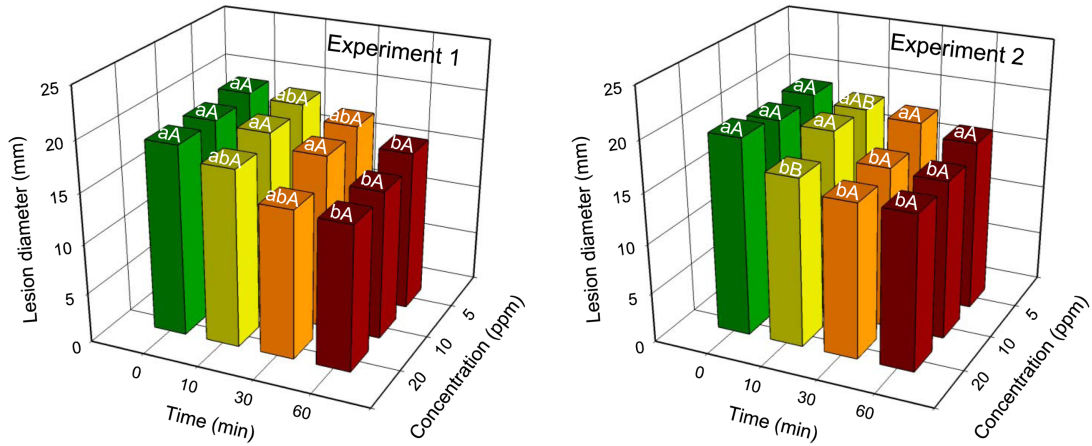 Experiment 1
25
20
15
10
5
0
Lesion diameter (mm)
aA
abA
abA
bA
aA
aA
aA
bA
aA
abA
abA
bA
0
10
30
60
Time (min)
5
10
20
Concentration (ppm)
Experiment 2
25
20
15
10
5
0
Lesion diameter (mm)
aA
aAB
aA
aA
aA
aA
bA
bA
aA
bB
bA
bA
0
10
30
60
Time (min)
5
10
20
Concentration (ppm)